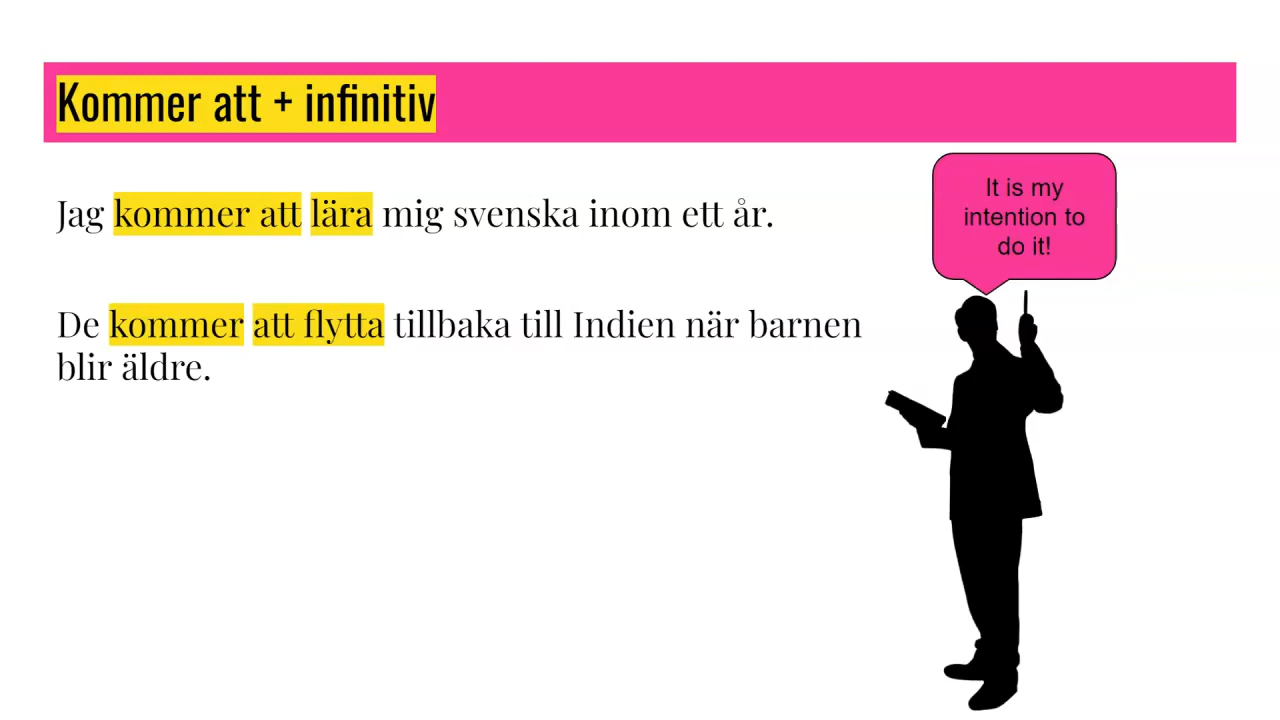 Kommer att + infinitiv
Jag kommer att lära mig svenska inom ett år.
De kommer att flytta tillbaka till Indien när barnen
blir äldre.
It is my
intention to
do it!